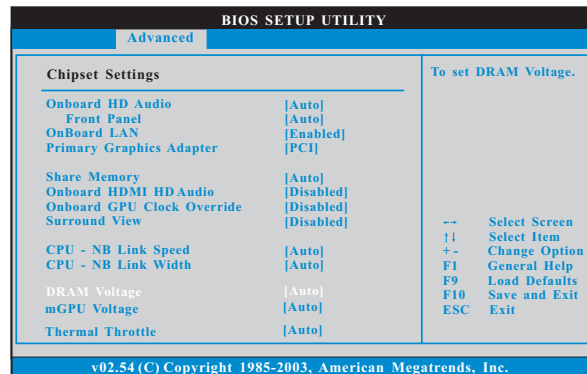 BIOS SETUP UTILITY
Advanced
Chipset Settings
Onboard HD Audio [Auto]
Front Panel [Auto]
OnBoard LAN [Enabled]
Primary Graphics Adapter [PCI]
Share Memory [Auto]
Onboard HDMI HD Audio [Disabled]
Onboard GPU Clock Override [Disabled]
Surround View [Disabled]
CPU - NB Link Speed [Auto]
CPU - NB Link Width [Auto]
DRAM Voltage [Auto]
mGPU Voltage [Auto]
Thermal Throttle [Auto]
To set DRAM Voltage.
←→ Select Screen
↑↓ Select Item
+ - Change Option
F1 General Help
F9 Load Defaults
F10 Save and Exit
ESC Exit
v02.54 (C) Copyright 1985-2003, American Megatrends, Inc.